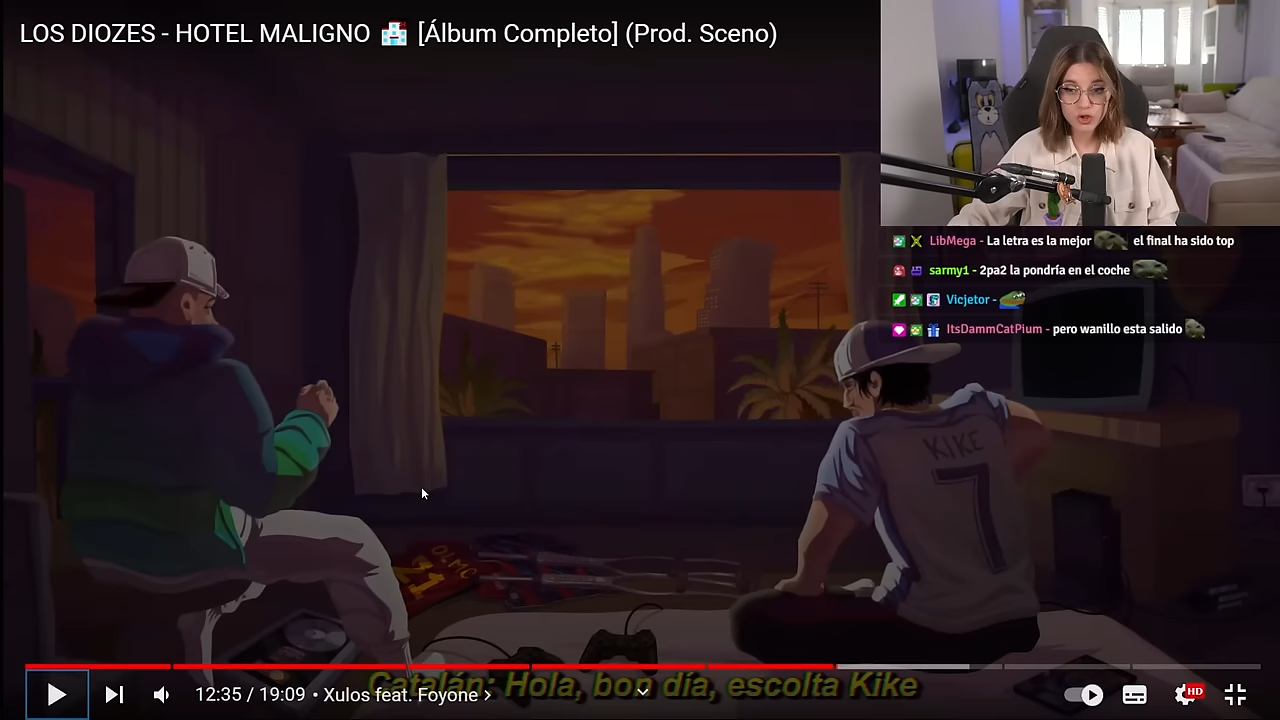 LOS DIOZES - HOTEL MALIGNO 🏩 [Álbum Completo] (Prod. Sceno)
LibMega - La letra es la mejor el final ha sido top
sarmy1 - 2pa2 la pondría en el coche
Vicjetor -
ItsDammCatPium - pero wanillo esta salido
KIKE
7
OLMO
21
Catalán: Hola, bon día, escolta Kike
12:35 / 19:09 • Xulos feat. Foyone ›
HD